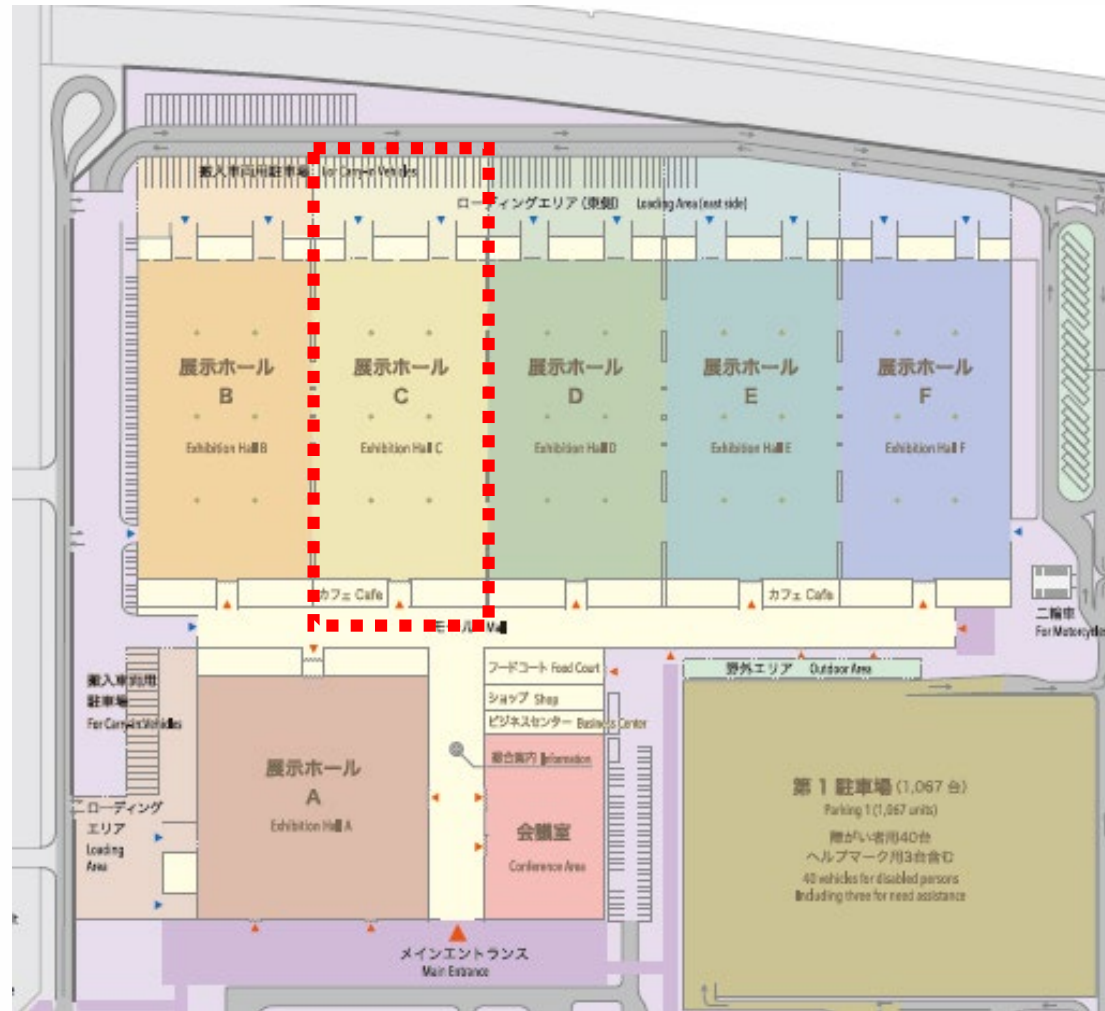 搬入車両用駐車場 For Carry-in Vehicles
ローディングエリア (東側) Loading Area (east side)
展示ホール
B
Exhibition Hall B
展示ホール
C
Exhibition Hall C
展示ホール
D
Exhibition Hall D
展示ホール
E
Exhibition Hall E
展示ホール
F
Exhibition Hall F
カフェ Cafe
カフェ Cafe
モール Mall
二輪車
For Motorcycles
搬入車両用
駐車場
For Carry-in Vehicles
フードコート Food Court
ショップ Shop
ビジネスセンター Business Center
総合案内 Information
野外エリア Outdoor Area
展示ホール
A
Exhibition Hall A
ローディング
エリア
Loading
Area
会議室
Conference Area
第 1 駐車場 (1,067 台)
Parking 1 (1,067 units)
障がい者用40台
ヘルプマーク用3台含む
40 vehicles for disabled persons
Including three for need assistance
メインエントランス
Main Entrance